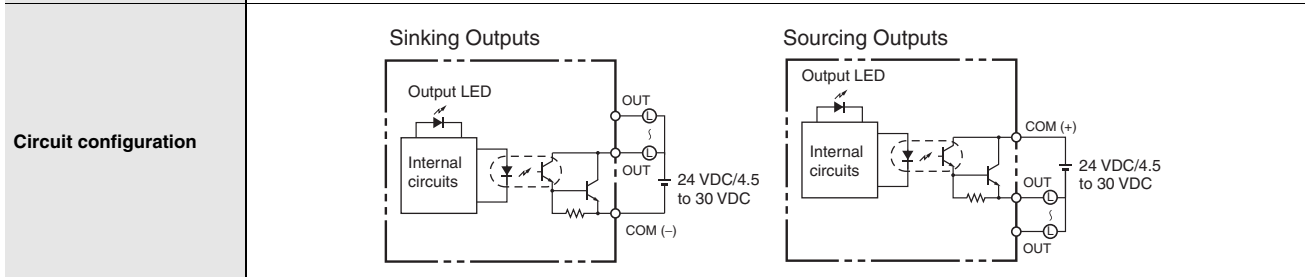 Circuit configuration
Sinking Outputs
Output LED
Internal
circuits
OUT
L
L
OUT
24 VDC/4.5
to 30 VDC
COM (–)
Sourcing Outputs
Output LED
Internal
circuits
COM (+)
24 VDC/4.5
to 30 VDC
OUT
L
L
OUT